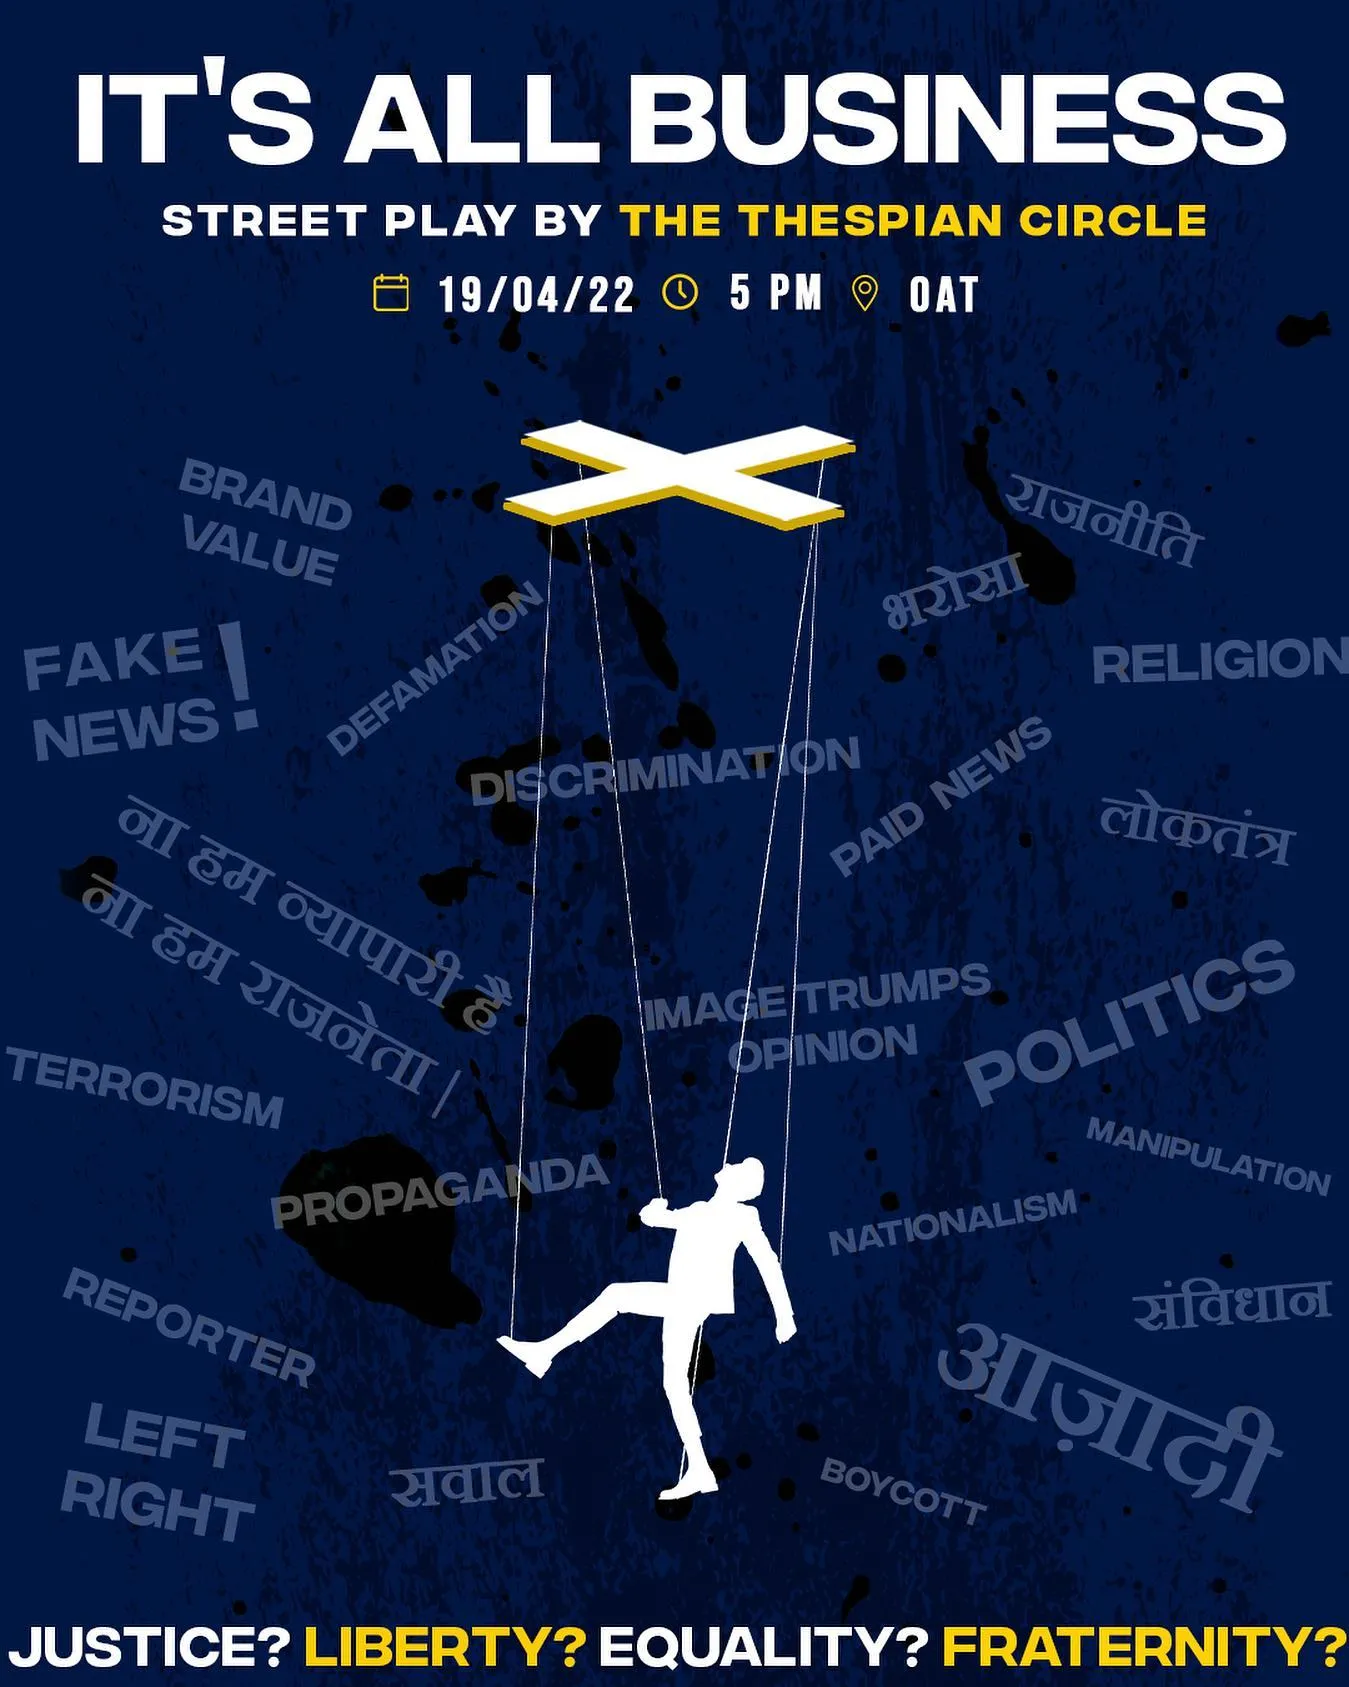 IT'S ALL BUSINESS
STREET PLAY BY THE THESPIAN CIRCLE
19/04/22 5 PM OAT
BRAND
VALUE
राजनीति
भरोसा
FAKE
NEWS!
DEFAMATION
RELIGION
DISCRIMINATION
PAID NEWS
लोकतंत्र
ना हम व्यापारी है
ना हम राजनेता।
IMAGE TRUMPS
OPINION
POLITICS
TERRORISM
MANIPULATION
PROPAGANDA
NATIONALISM
REPORTER
संविधान
आज़ादी
LEFT
RIGHT
सवाल
BOYCOTT
JUSTICE? LIBERTY? EQUALITY? FRATERNITY?